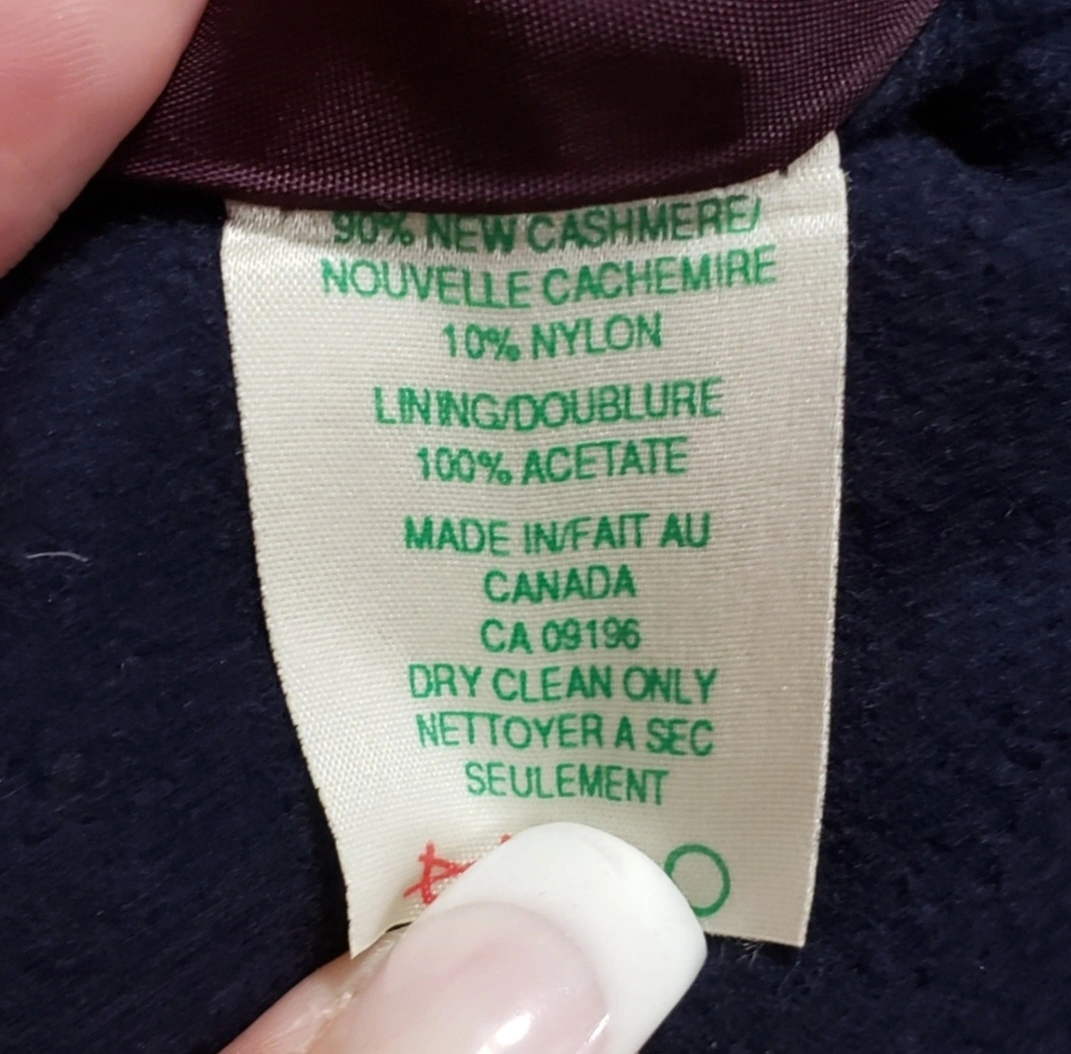 90% NEW CASHMERE/
NOUVELLE CACHEMIRE
10% NYLON
LINING/DOUBLURE
100% ACETATE
MADE IN/FAIT AU
CANADA
CA 09196
DRY CLEAN ONLY
NETTOYER A SEC
SEULEMENT